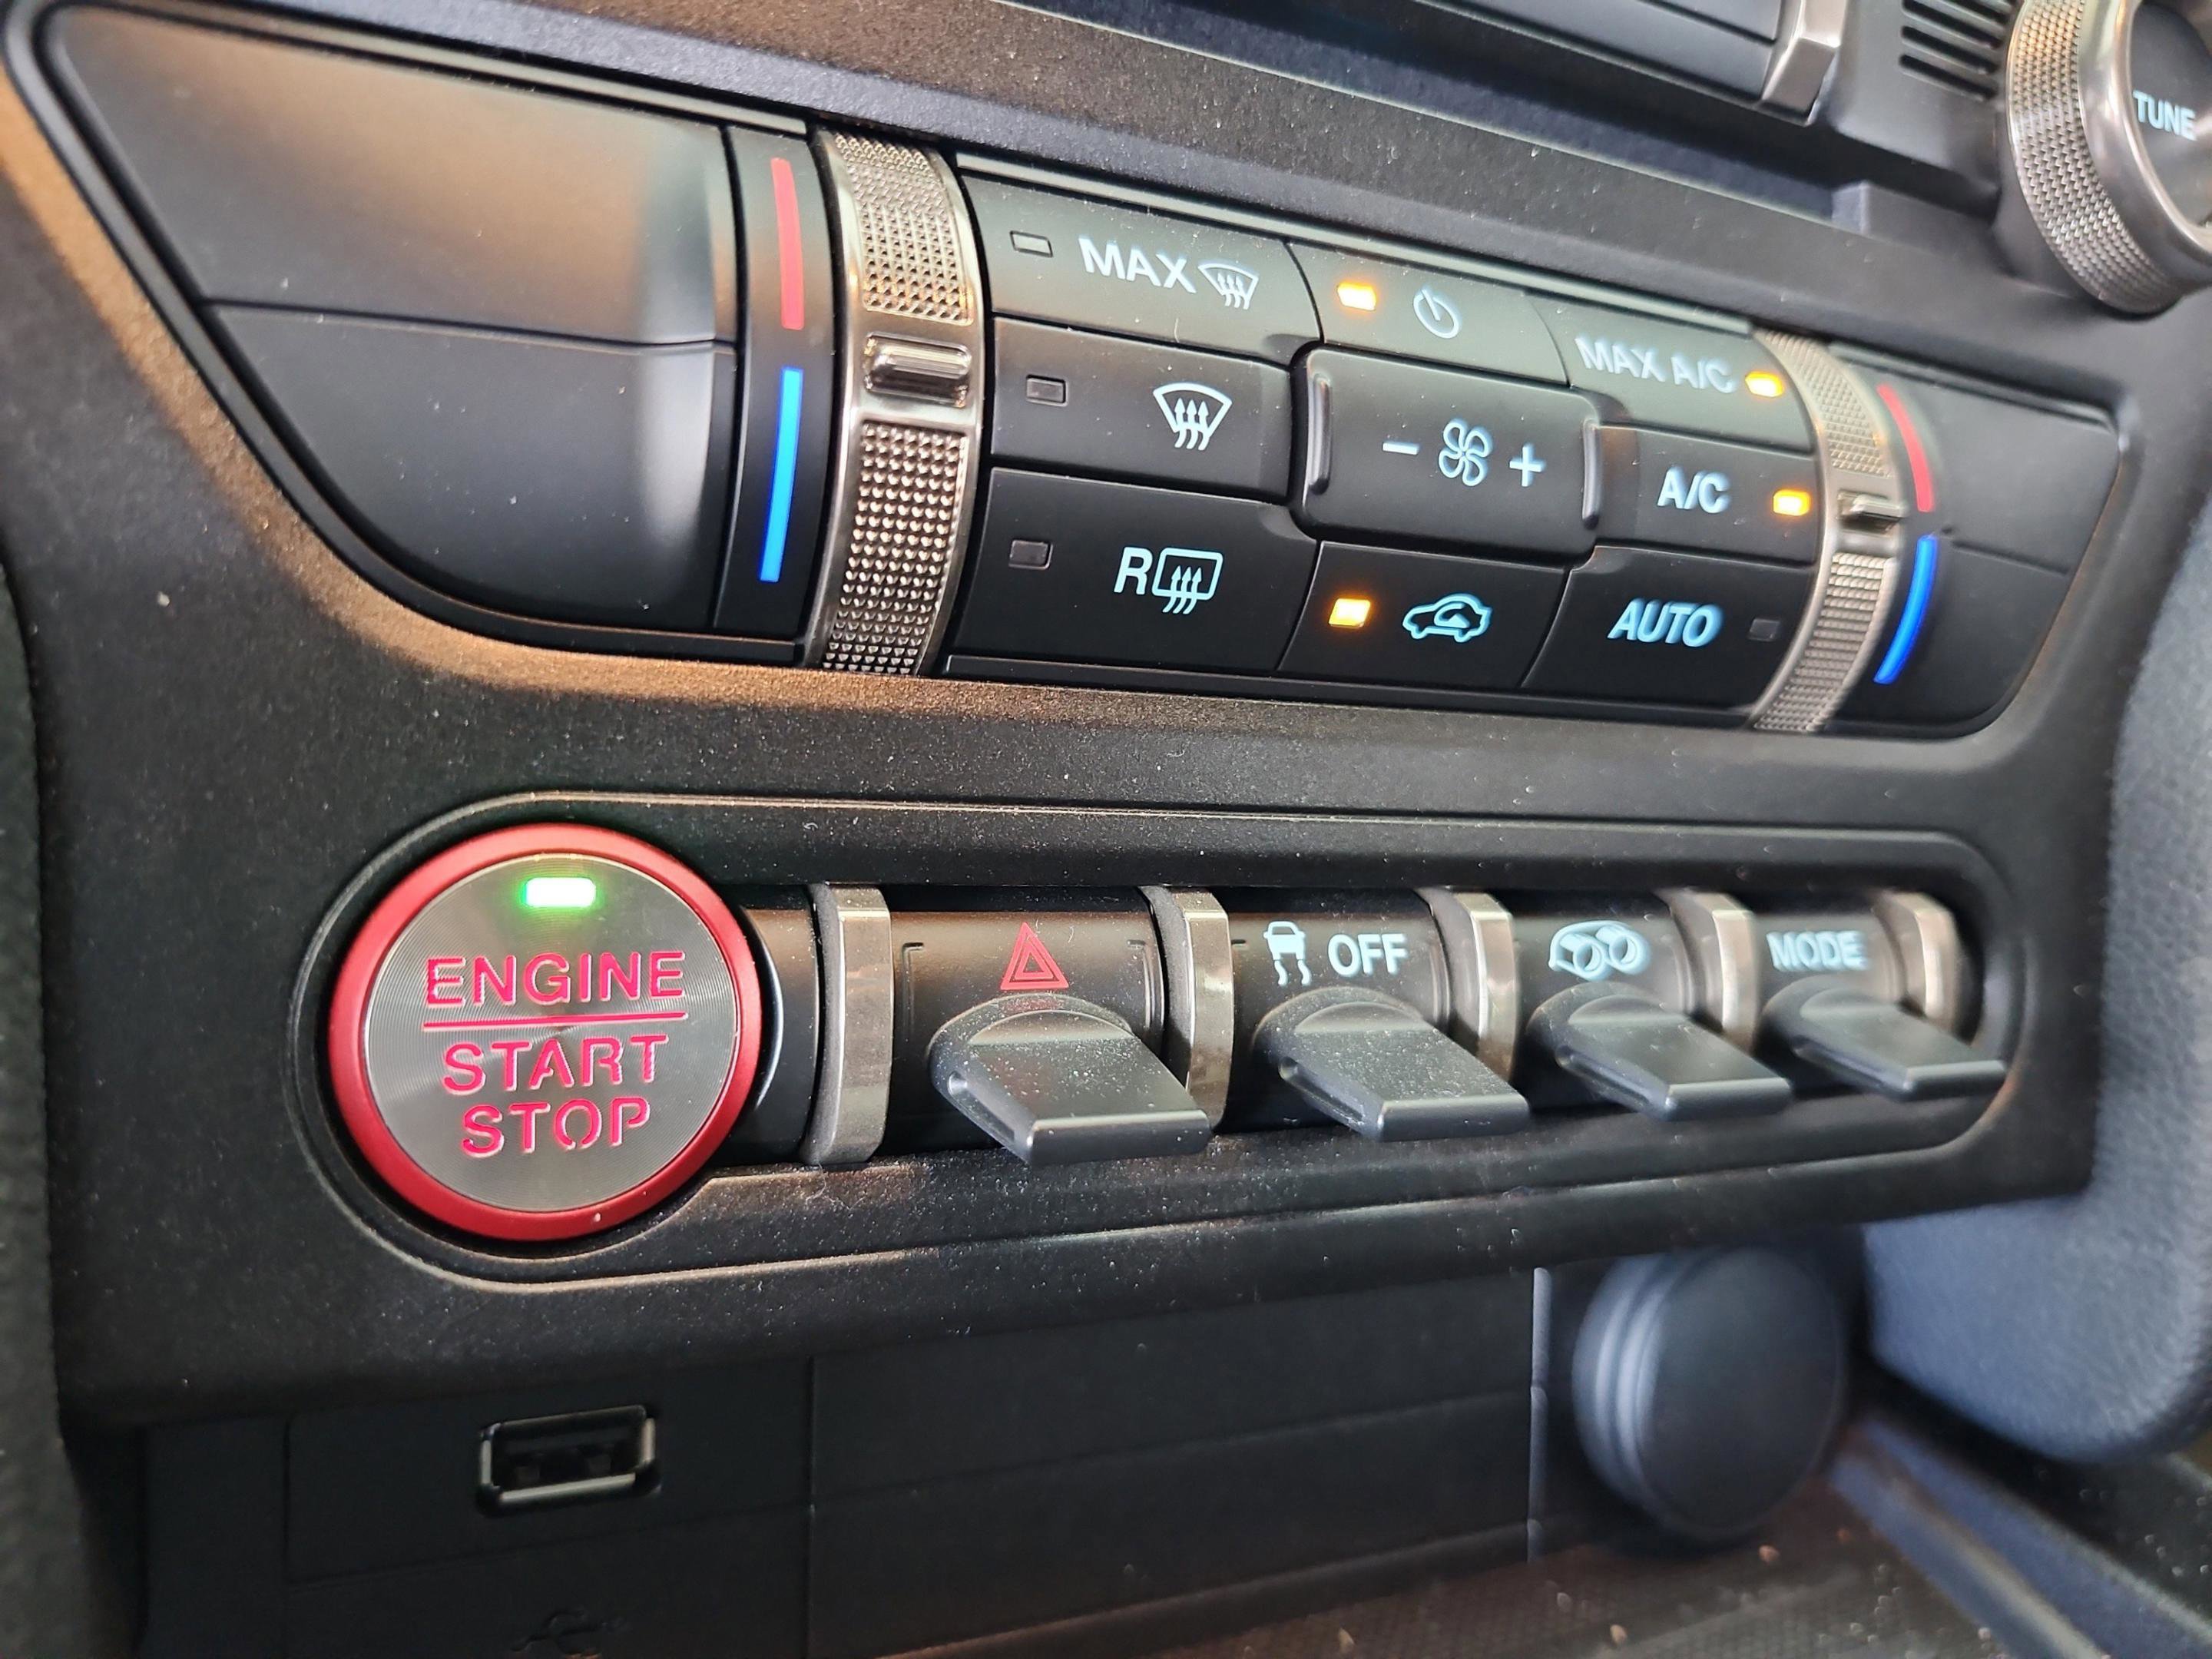 TUNE
MAX
MAX A/C
- +
A/C
R
AUTO
ENGINE
START
STOP
OFF
MODE